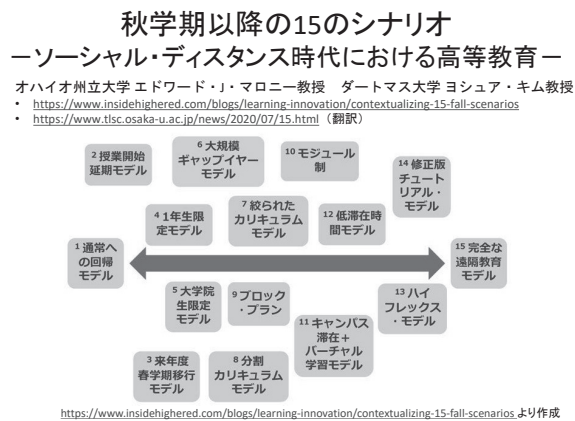 秋学期以降の15のシナリオ
－ソーシャル・ディスタンス時代における高等教育－
オハイオ州立大学 エドワード・J・マロニー教授　ダートマス大学 ヨシュア・キム教授
• https://www.insidehighered.com/blogs/learning-innovation/contextualizing-15-fall-scenarios
• https://www.tlsc.osaka-u.ac.jp/news/2020/07/15.html（翻訳）
1 通常へ
の回帰
モデル
2 授業開始
延期モデル
3 来年度
春学期移行
モデル
4 1年生限
定モデル
5 大学院
生限定
モデル
6 大規模
ギャップイヤー
モデル
7 絞られた
カリキュラム
モデル
8 分割
カリキュラム
モデル
9 ブロック
・プラン
10 モジュール
制
11 キャンパス
滞在＋
バーチャル
学習モデル
12 低滞在時
間モデル
13 ハイ
フレックス
・モデル
14 修正版
チュート
リアル・
モデル
15 完全な
遠隔教育
モデル
https://www.insidehighered.com/blogs/learning-innovation/contextualizing-15-fall-scenarios より作成